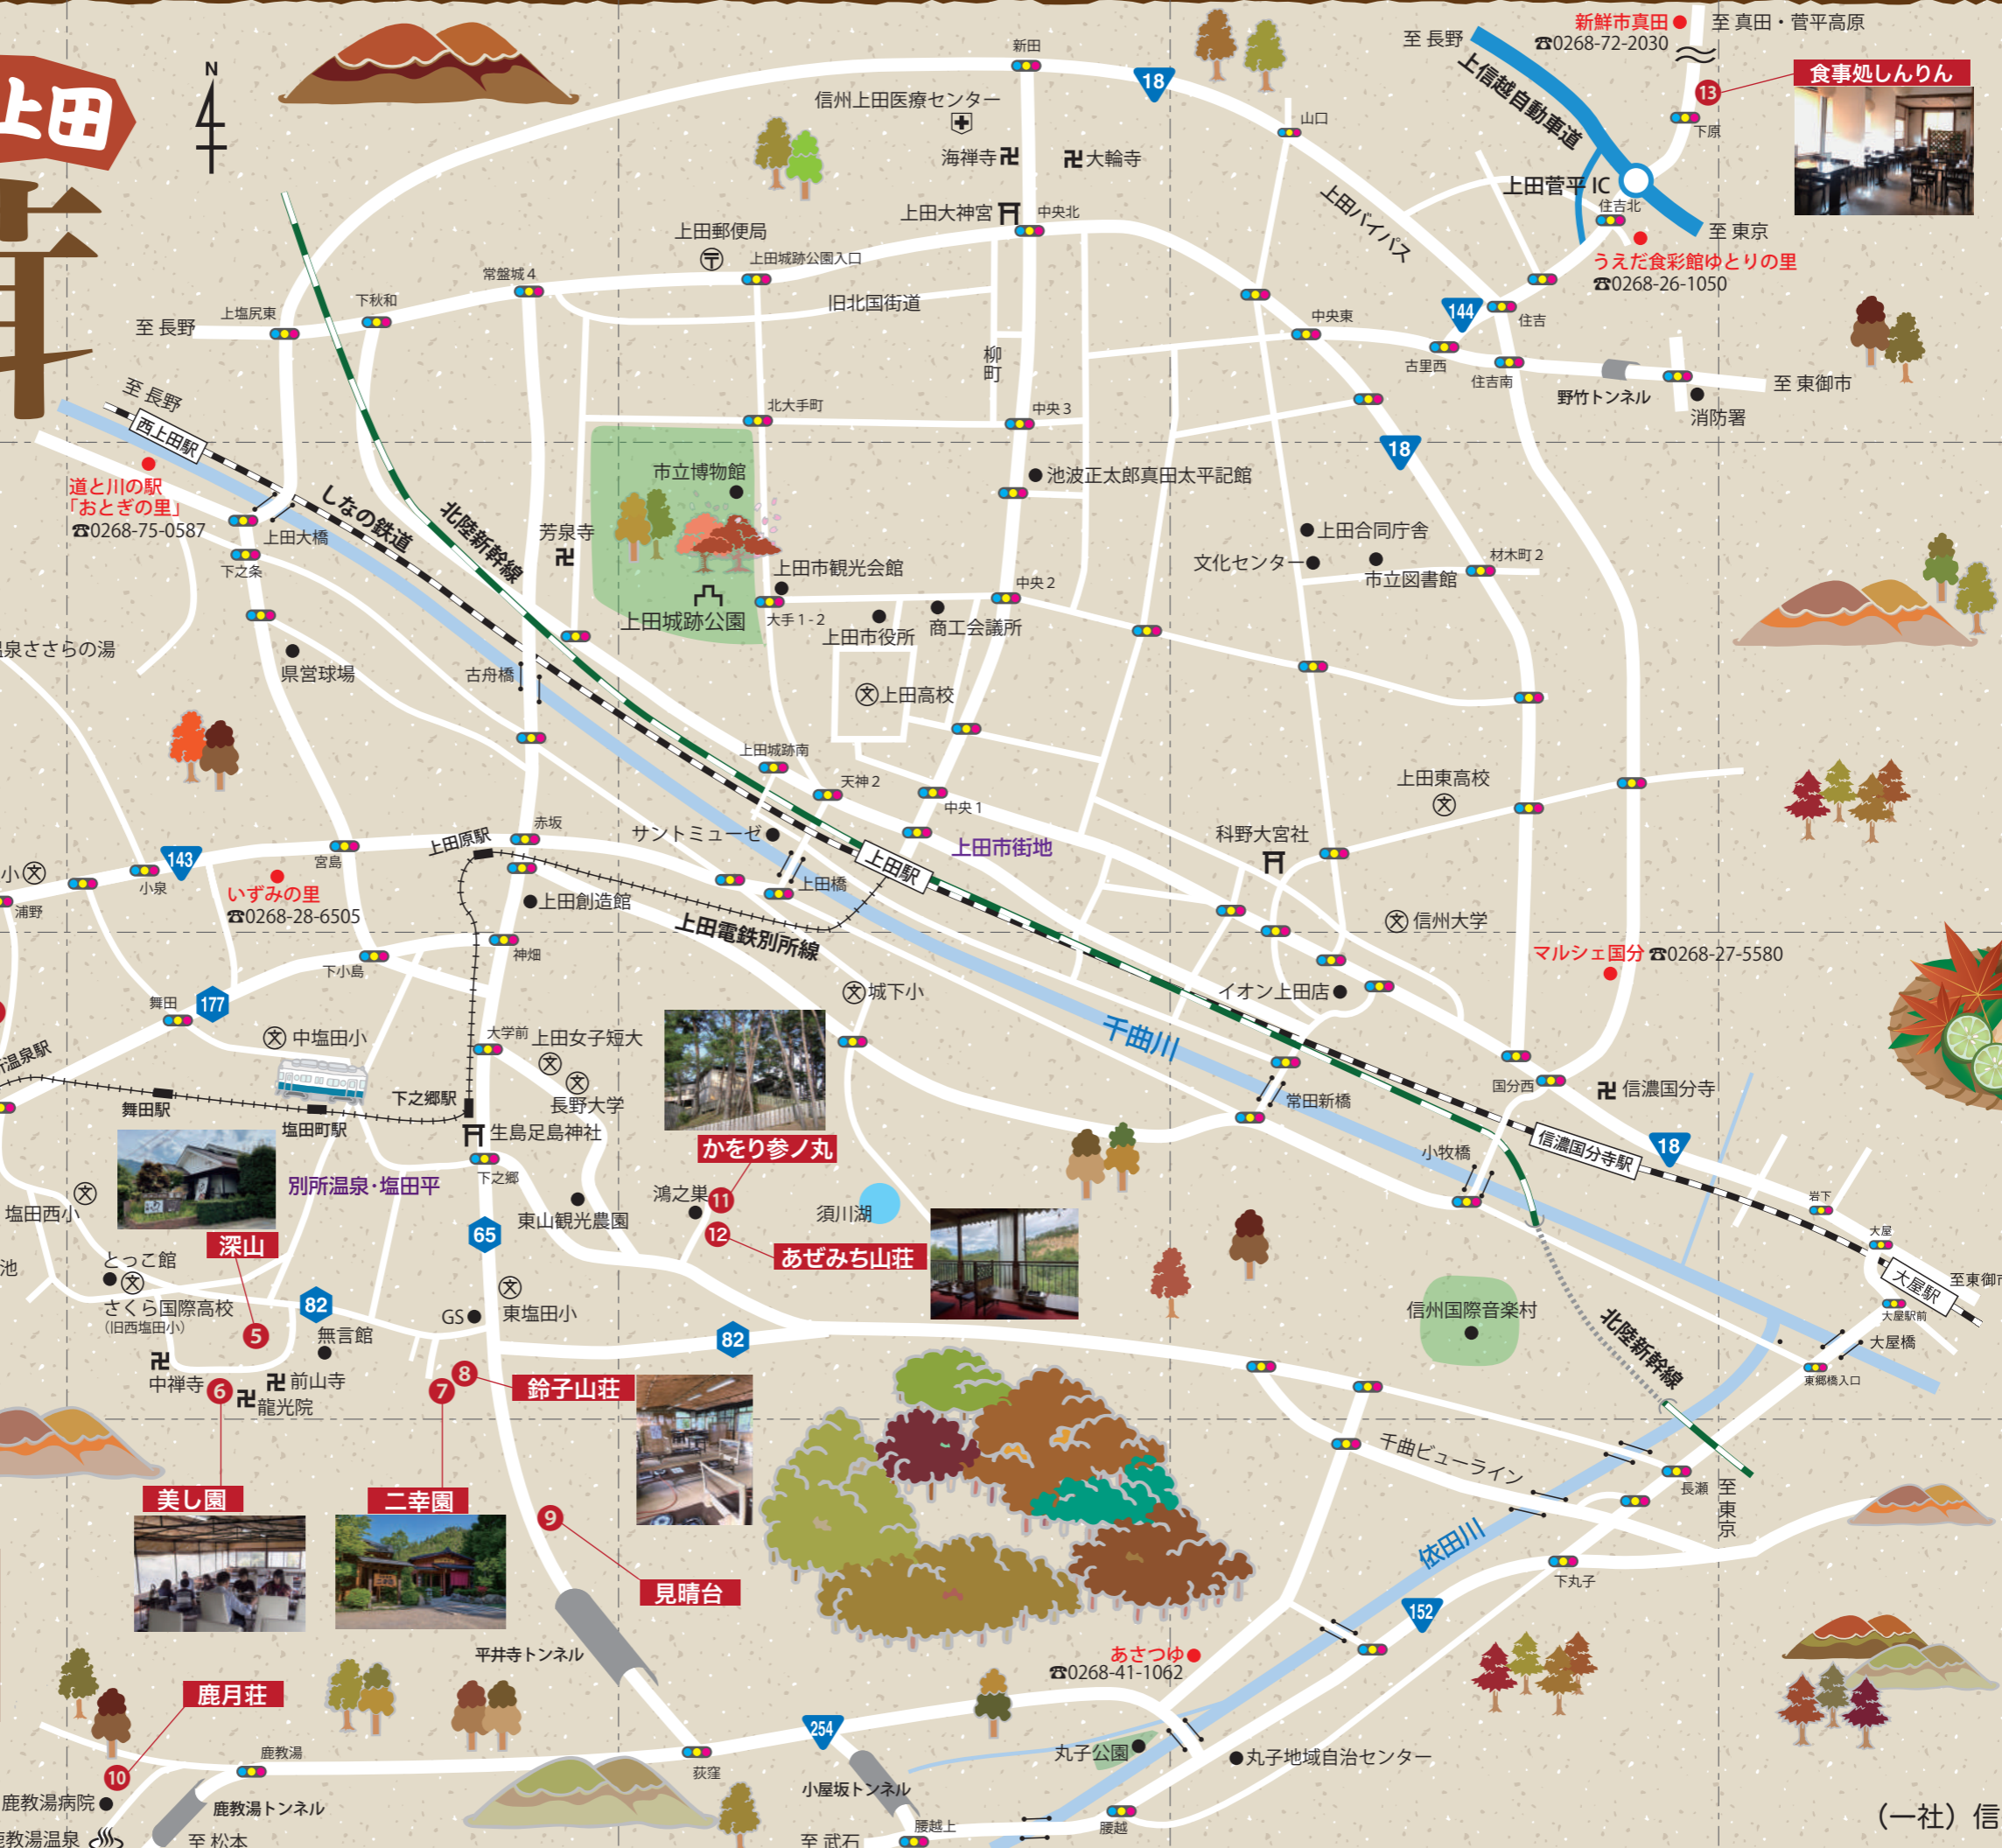 上田
N
新田
18
至 長野
上信越自動車道
新鮮市真田
☎0268-72-2030
至 真田・菅平高原
13
食事処しんりん
下原
信州上田医療センター
海禅寺
大輪寺
山口
上田バイパス
上田菅平 IC
住吉北
至 東京
うえだ食彩館ゆとりの里
☎0268-26-1050
上田大神宮
中央北
上田郵便局
上田城跡公園入口
常盤城4
旧北国街道
下秋和
上塩尻東
至 長野
柳町
中央東
144
住吉
古里西
住吉南
野竹トンネル
消防署
至 東御市
至 長野
西上田駅
北大手町
中央3
18
道と川の駅
「おとぎの里」
☎0268-75-0587
しなの鉄道
北陸新幹線
上田大橋
下之条
市立博物館
芳泉寺
池波正太郎真田太平記館
上田合同庁舎
文化センター
市立図書館
材木町2
上田市観光会館
上田城跡公園
大手1-2
上田市役所
商工会議所
中央2
温泉ささらの湯
県営球場
古舟橋
文
上田高校
上田城跡南
天神2
中央1
上田東高校
文
サントミューゼ
上田駅
上田市街地
科野大宮社
赤坂
上田原駅
宮島
143
小泉
小
文
浦野
いずみの里
☎0268-28-6505
上田創造館
上田橋
上田電鉄別所線
文
信州大学
マルシェ国分 ☎0268-27-5580
神畑
下小島
舞田
177
文
城下小
イオン上田店
千曲川
文
中塩田小
大学前
上田女子短大
文
文
長野大学
所温泉駅
舞田駅
塩田町駅
下之郷駅
生島足島神社
下之郷
かをり参ノ丸
国分西
信濃国分寺
常田新橋
小牧橋
信濃国分寺駅
18
岩下
大屋
大屋駅
至東御市
大屋駅前
大屋橋
東郷橋入口
文
塩田西小
別所温泉・塩田平
深山
65
東山観光農園
鴻之巣
11
12
須川湖
あぜみち山荘
池
とっこ館
文
さくら国際高校
（旧西塩田小）
5
82
無言館
GS
文
東塩田小
82
信州国際音楽村
北陸新幹線
中禅寺
6
前山寺
龍光院
7
8
鈴子山荘
美し園
二幸園
9
見晴台
千曲ビューライン
長瀬
至東京
依田川
下丸子
152
平井寺トンネル
あさつゆ
☎0268-41-1062
鹿月荘
10
鹿教湯
荻窪
254
丸子公園
丸子地域自治センター
鹿教湯病院
鹿教湯トンネル
鹿教湯温泉
至 松本
小屋坂トンネル
至 武石
腰越上
腰越
（一社）信